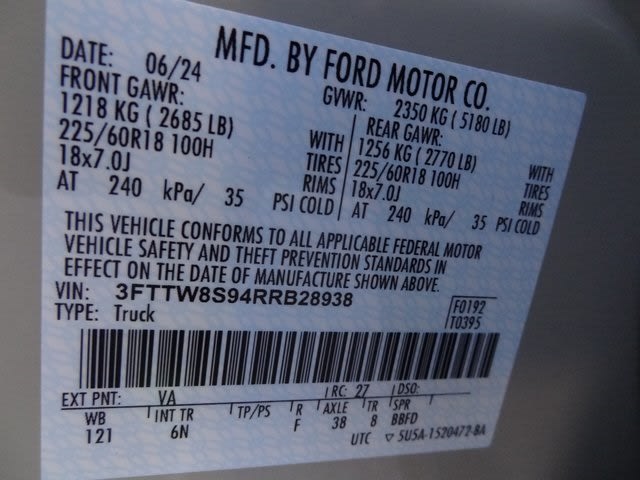 MFD. BY FORD MOTOR CO.
DATE: 06/24 GVWR: 2350 KG ( 5180 LB)
FRONT GAWR: REAR GAWR:
1218 KG ( 2685 LB) 1256 KG ( 2770 LB)
225/60R18 100H WITH TIRES 225/60R18 100H WITH TIRES
18x7.0J RIMS 18x7.0J RIMS
AT 240 kPa/ 35 PSI COLD AT 240 kPa/ 35 PSI COLD
THIS VEHICLE CONFORMS TO ALL APPLICABLE FEDERAL MOTOR
VEHICLE SAFETY AND THEFT PREVENTION STANDARDS IN
EFFECT ON THE DATE OF MANUFACTURE SHOWN ABOVE.
VIN: 3FTTW8S94RRB28938 F0192
TYPE: Truck T0395
EXT PNT: VA RC: 27 DSO:
WB INT TR TP/PS R AXLE TR SPR
121 6N F 38 8 BBFD
UTC ▽ 5U5A-1520472-BA